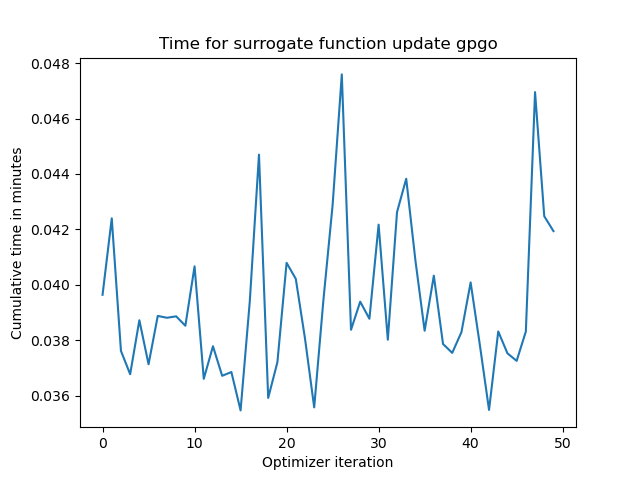 Time for surrogate function update gpgo
Cumulative time in minutes
0.048
0.046
0.044
0.042
0.040
0.038
0.036
0 10 20 30 40 50
Optimizer iteration